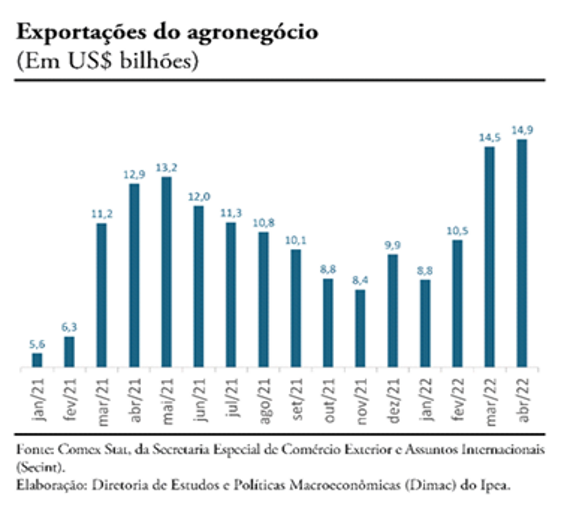 Exportações do agronegócio
(Em US$ bilhões)
5,6
6,3
11,2
12,9
13,2
12,0
11,3
10,8
10,1
8,8
8,4
9,9
8,8
10,5
14,5
14,9
jan/21
fev/21
mar/21
abr/21
mai/21
jun/21
jul/21
ago/21
set/21
out/21
nov/21
dez/21
jan/22
fev/22
mar/22
abr/22
Fonte: Comex Stat, da Secretaria Especial de Comércio Exterior e Assuntos Internacionais
(Secint).
Elaboração: Diretoria de Estudos e Políticas Macroeconômicas (Dimac) do Ipea.